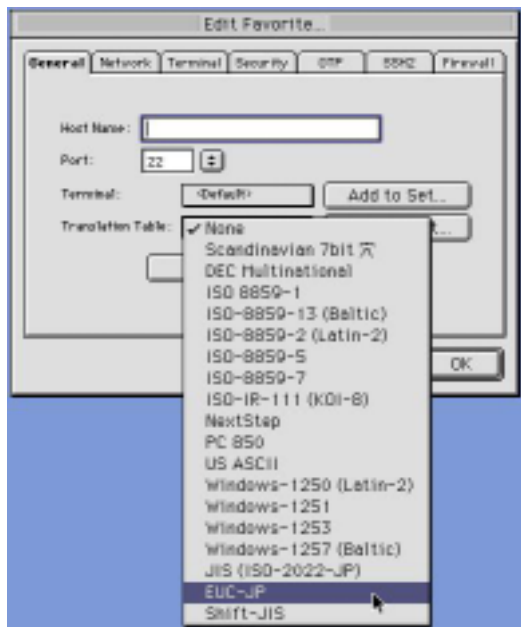 Edit Favorite...
General Network Terminal Security OTP SSH2 Firewall
Host Name:
Port: 22
Terminal: <Default> Add to Set...
Translation Table: ✓ None
Scandinavian 7bit
DEC Multinational
ISO 8859-1
ISO-8859-13 (Baltic)
ISO-8859-2 (Latin-2)
ISO-8859-5
ISO-8859-7
ISO-IR-111 (KOI-8)
NextStep
PC 850
US ASCII
Windows-1250 (Latin-2)
Windows-1251
Windows-1253
Windows-1257 (Baltic)
JIS (ISO-2022-JP)
EUC-JP
Shift-JIS
OK